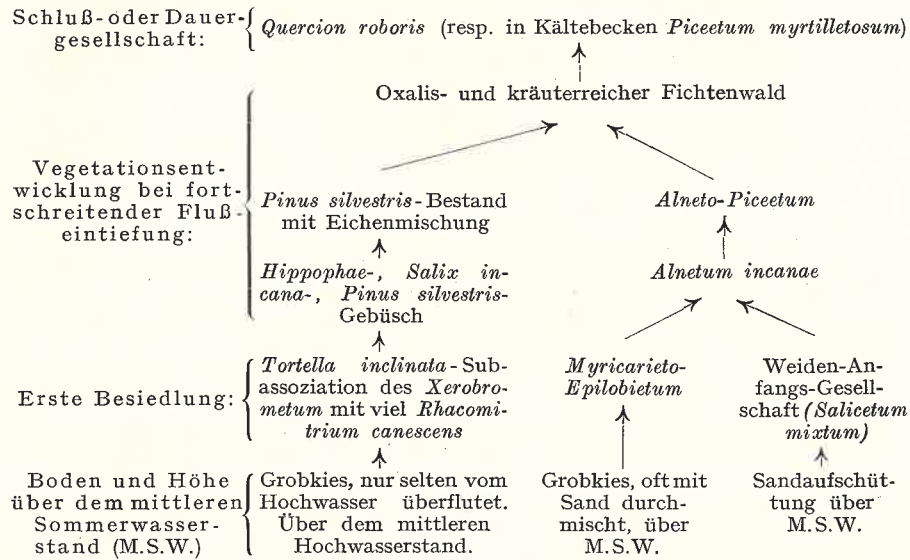 Schluß- oder Dauer-
gesellschaft:
Quercion roboris (resp. in Kältebecken Piceetum myrtilletosum)
Oxalis- und kräuterreicher Fichtenwald
Vegetationsent-
wicklung bei fort-
schreitender Fluß-
eintiefung:
Pinus silvestris-Bestand
mit Eichenmischung
Alneto-Piceetum
Hippophae-, Salix in-
cana-, Pinus silvestris-
Gebüsch
Alnetum incanae
Erste Besiedlung:
Tortella inclinata-Sub-
assoziation des Xerobro-
metum mit viel Rhacomi-
trium canescens
Myricarieto-
Epilobietum
Weiden-An-
fangs-Gesell-
schaft (Salicetum
mixtum)
Boden und Höhe
über dem mittleren
Sommerwasser-
stand (M.S.W.)
Grobkies, nur selten vom
Hochwasser überflutet.
Über dem mittleren
Hochwasserstand.
Grobkies, oft mit
Sand durch-
mischt, über
M.S.W.
Sandaufschüt-
tung über
M.S.W.